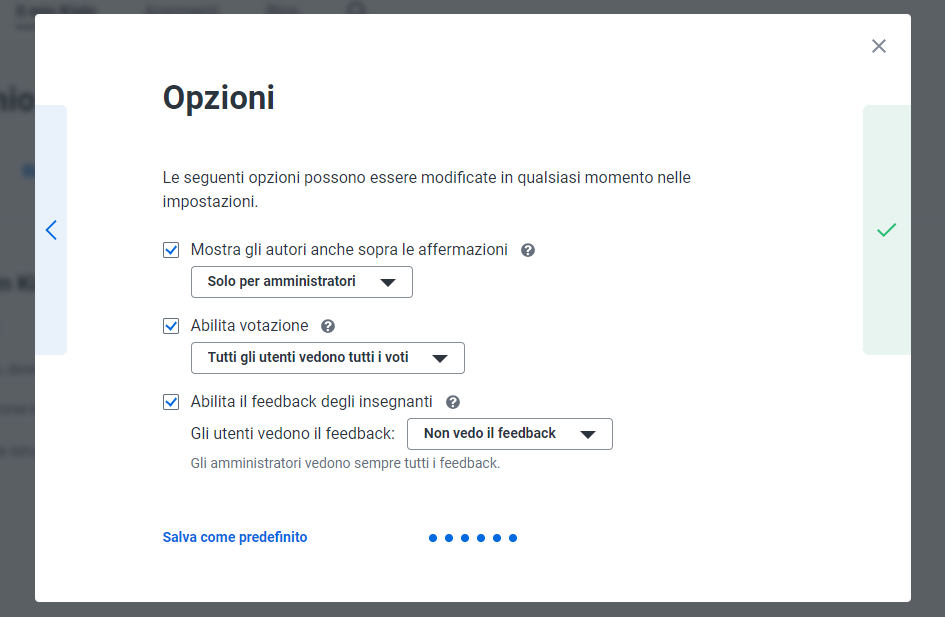 Opzioni
Le seguenti opzioni possono essere modificate in qualsiasi momento nelle
impostazioni.
Mostra gli autori anche sopra le affermazioni
Solo per amministratori
Abilita votazione
Tutti gli utenti vedono tutti i voti
Abilita il feedback degli insegnanti
Gli utenti vedono il feedback: Non vedo il feedback
Gli amministratori vedono sempre tutti i feedback.
Salva come predefinito